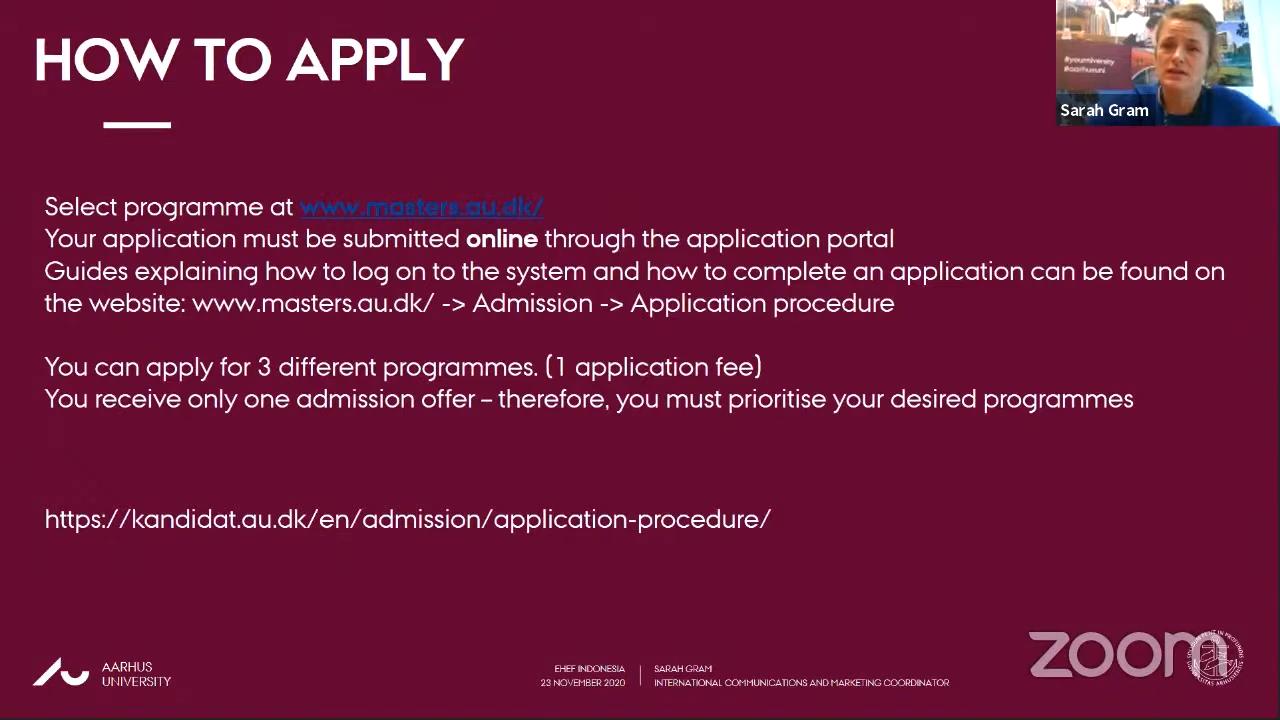 HOW TO APPLY
#yourniversity
#aarhusuni
Sarah Gram
Select programme at www.masters.au.dk/
Your application must be submitted online through the application portal
Guides explaining how to log on to the system and how to complete an application can be found on
the website: www.masters.au.dk/ -> Admission -> Application procedure
You can apply for 3 different programmes. (1 application fee)
You receive only one admission offer – therefore, you must prioritise your desired programmes
https://kandidat.au.dk/en/admission/application-procedure/
AARHUS
UNIVERSITY
EHEF INDONESIA
23 NOVEMBER 2020
SARAH GRAM
INTERNATIONAL COMMUNICATIONS AND MARKETING COORDINATOR
zoom